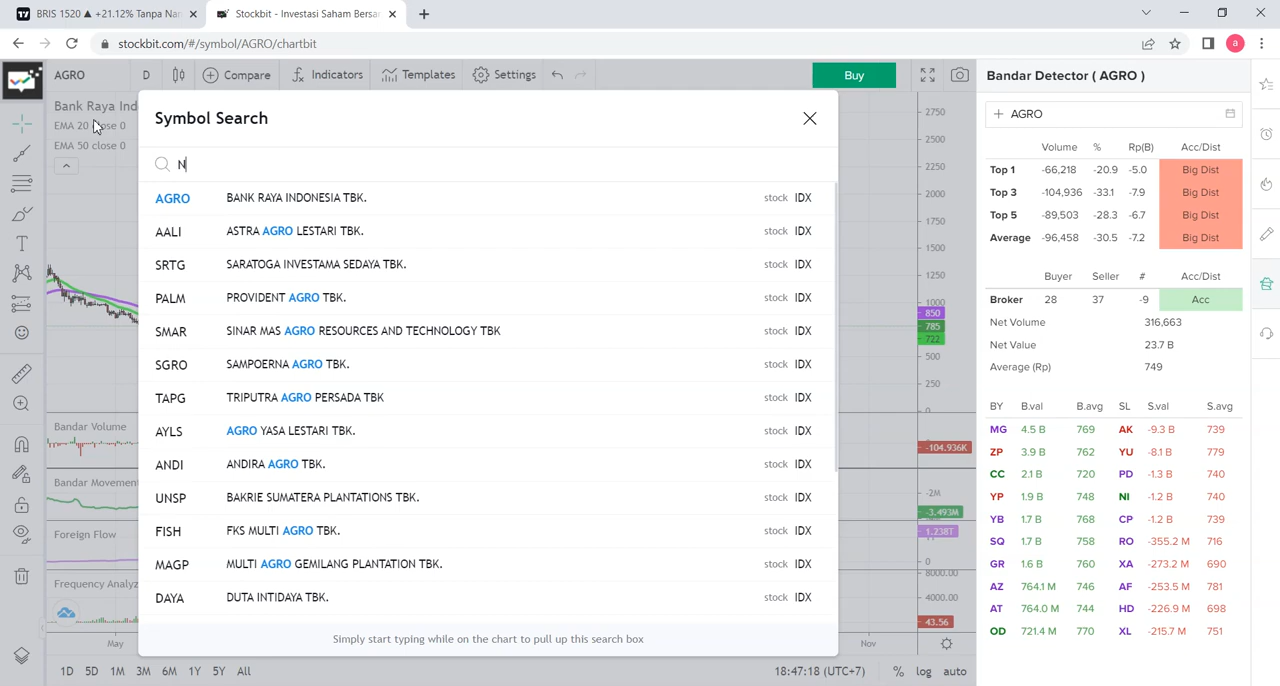 BRIS 1520 ▲ +21.12% Tanpa Nam
Stockbit - Investasi Saham Bersa
stockbit.com/#/symbol/AGRO/chartbit
a
AGRO D Compare Indicators Templates Settings Buy
Bank Raya Ind
EMA 20 close 0
EMA 50 close 0
Symbol Search
N
AGRO BANK RAYA INDONESIA TBK. stock IDX
AALI ASTRA AGRO LESTARI TBK. stock IDX
SRTG SARATOGA INVESTAMA SEDAYA TBK. stock IDX
PALM PROVIDENT AGRO TBK. stock IDX
SMAR SINAR MAS AGRO RESOURCES AND TECHNOLOGY TBK stock IDX
SGRO SAMPOERNA AGRO TBK. stock IDX
TAPG TRIPUTRA AGRO PERSADA TBK stock IDX
AYLS AGRO YASA LESTARI TBK. stock IDX
ANDI ANDIRA AGRO TBK. stock IDX
UNSP BAKRIE SUMATERA PLANTATIONS TBK. stock IDX
FISH FKS MULTI AGRO TBK. stock IDX
MAGP MULTI AGRO GEMILANG PLANTATION TBK. stock IDX
DAYA DUTA INTIDAYA TBK. stock IDX
Simply start typing while on the chart to pull up this search box
Bandar Volume
Bandar Movemen
Foreign Flow
Frequency Analyz
2750
2500
2250
2000
1750
1500
1250
1000
850
785
722
500
250
0
-104.936K
-2M
-3.493M
1.238T
0
8000.00
4000.00
43.56
May Nov
1D 5D 1M 3M 6M 1Y 5Y All 18:47:18 (UTC+7) % log auto
Bandar Detector ( AGRO )
+ AGRO
Volume % Rp(B) Acc/Dist
Top 1 -66,218 -20.9 -5.0 Big Dist
Top 3 -104,936 -33.1 -7.9 Big Dist
Top 5 -89,503 -28.3 -6.7 Big Dist
Average -96,458 -30.5 -7.2 Big Dist
Buyer Seller # Acc/Dist
Broker 28 37 -9 Acc
Net Volume 316,663
Net Value 23.7 B
Average (Rp) 749
BY B.val B.avg SL S.val S.avg
MG 4.5 B 769 AK -9.3 B 739
ZP 3.9 B 762 YU -8.1 B 779
CC 2.1 B 720 PD -1.3 B 740
YP 1.9 B 748 NI -1.2 B 740
YB 1.7 B 768 CP -1.2 B 739
SQ 1.7 B 758 RO -355.2 M 716
GR 1.6 B 760 XA -273.2 M 690
AZ 764.1 M 746 AF -253.5 M 781
AT 764.0 M 744 HD -226.9 M 698
OD 721.4 M 770 XL -215.7 M 751